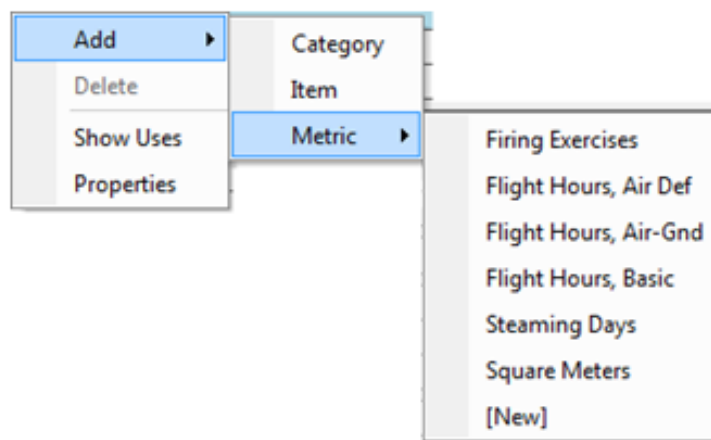 Add
Delete
Show Uses
Properties
Category
Item
Metric
Firing Exercises
Flight Hours, Air Def
Flight Hours, Air-Gnd
Flight Hours, Basic
Steaming Days
Square Meters
[New]